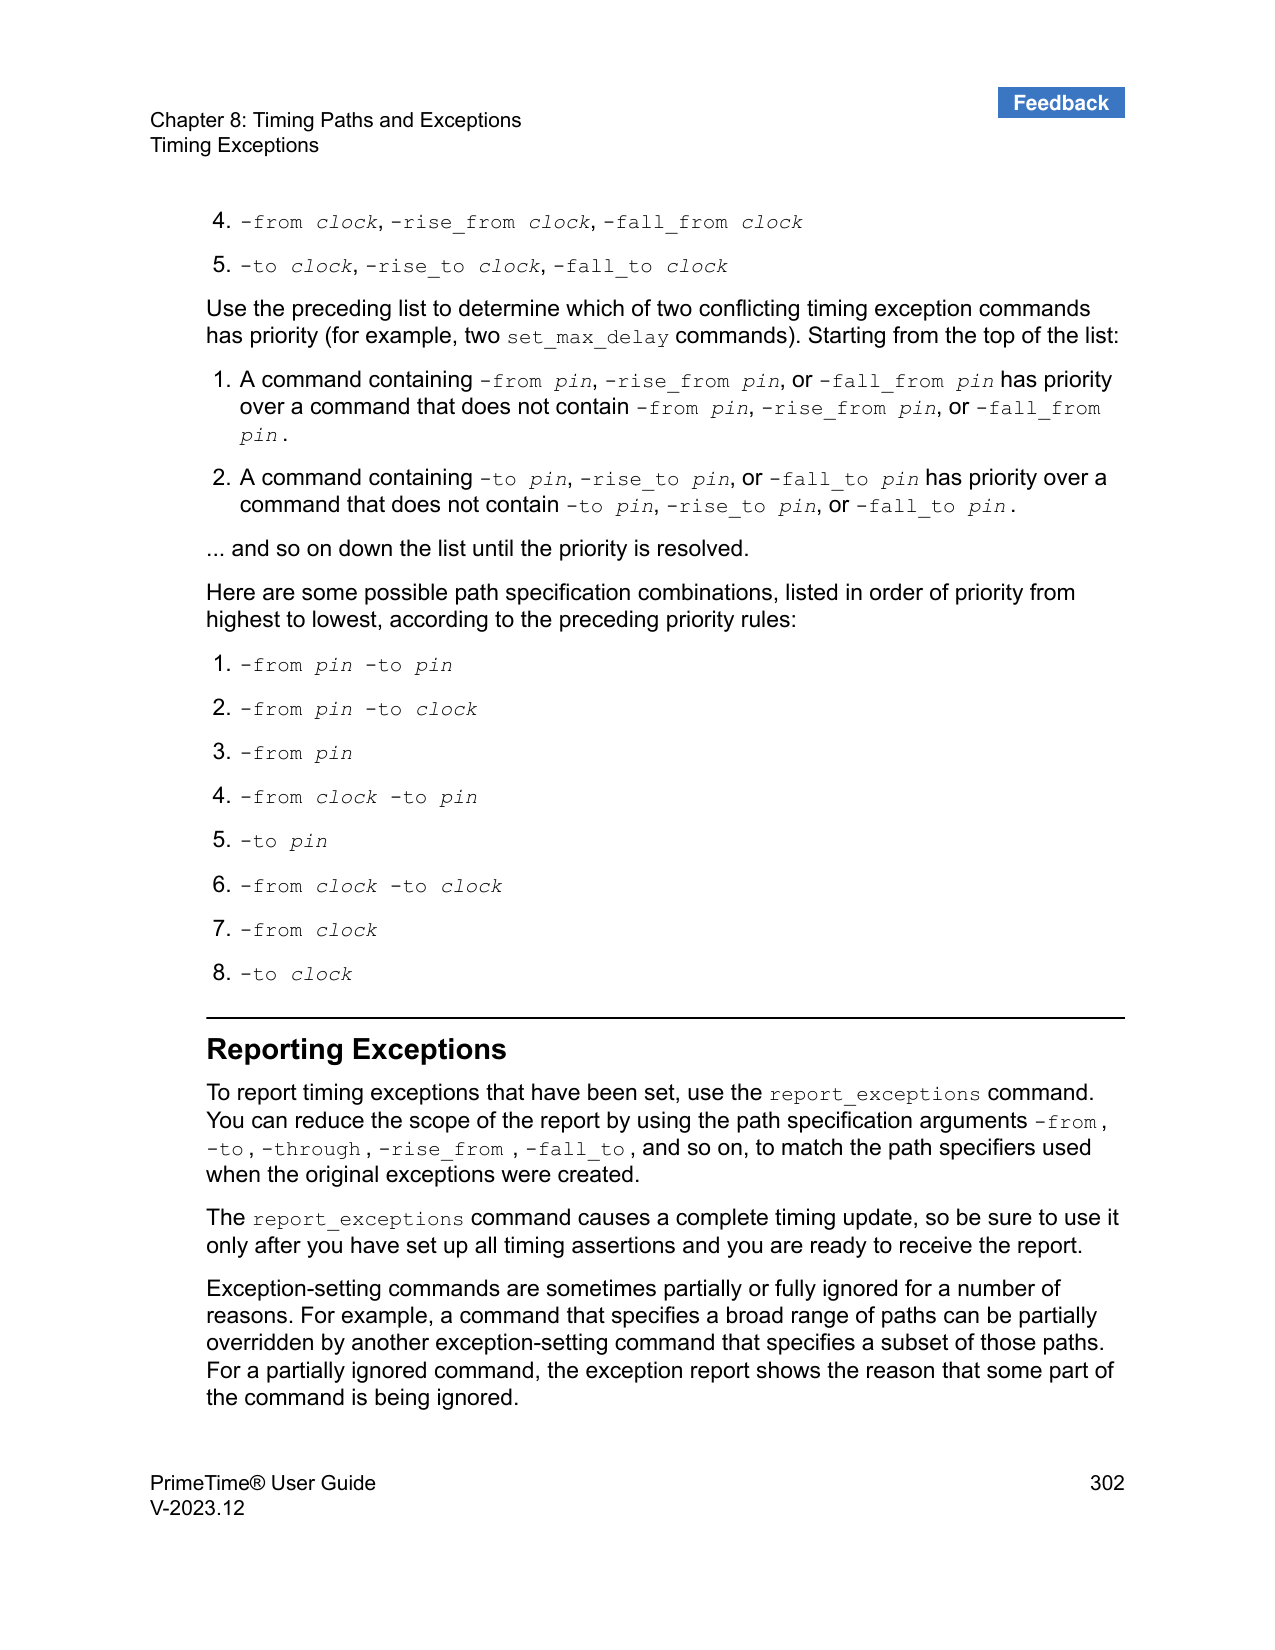 Feedback
Chapter 8: Timing Paths and Exceptions
Timing Exceptions
4. -from clock, -rise_from clock, -fall_from clock
5. -to clock, -rise_to clock, -fall_to clock
Use the preceding list to determine which of two conflicting timing exception commands
has priority (for example, two set_max_delay commands). Starting from the top of the list:
1. A command containing -from pin, -rise_from pin, or -fall_from pin has priority
over a command that does not contain -from pin, -rise_from pin, or -fall_from
pin.
2. A command containing -to pin, -rise_to pin, or -fall_to pin has priority over a
command that does not contain -to pin, -rise_to pin, or -fall_to pin.
... and so on down the list until the priority is resolved.
Here are some possible path specification combinations, listed in order of priority from
highest to lowest, according to the preceding priority rules:
1. -from pin -to pin
2. -from pin -to clock
3. -from pin
4. -from clock -to pin
5. -to pin
6. -from clock -to clock
7. -from clock
8. -to clock
Reporting Exceptions
To report timing exceptions that have been set, use the report_exceptions command.
You can reduce the scope of the report by using the path specification arguments -from,
-to, -through, -rise_from, -fall_to, and so on, to match the path specifiers used
when the original exceptions were created.
The report_exceptions command causes a complete timing update, so be sure to use it
only after you have set up all timing assertions and you are ready to receive the report.
Exception-setting commands are sometimes partially or fully ignored for a number of
reasons. For example, a command that specifies a broad range of paths can be partially
overridden by another exception-setting command that specifies a subset of those paths.
For a partially ignored command, the exception report shows the reason that some part of
the command is being ignored.
PrimeTime® User Guide 302
V-2023.12